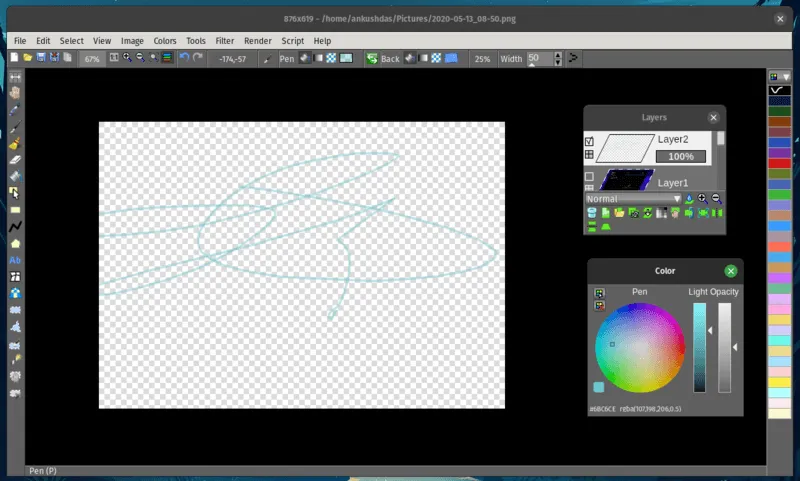 876x619 - /home/ankushdas/Pictures/2020-05-13_08-50.png
File Edit Select View Image Colors Tools Filter Render Script Help
67% -174,-57 Pen Back 25% Width 50
Layers
Layer2
100%
Layer1
Normal
Ab
Color
Pen Light Opacity
#6BC6CE rgba(107,198,206,0.5)
Pen (P)